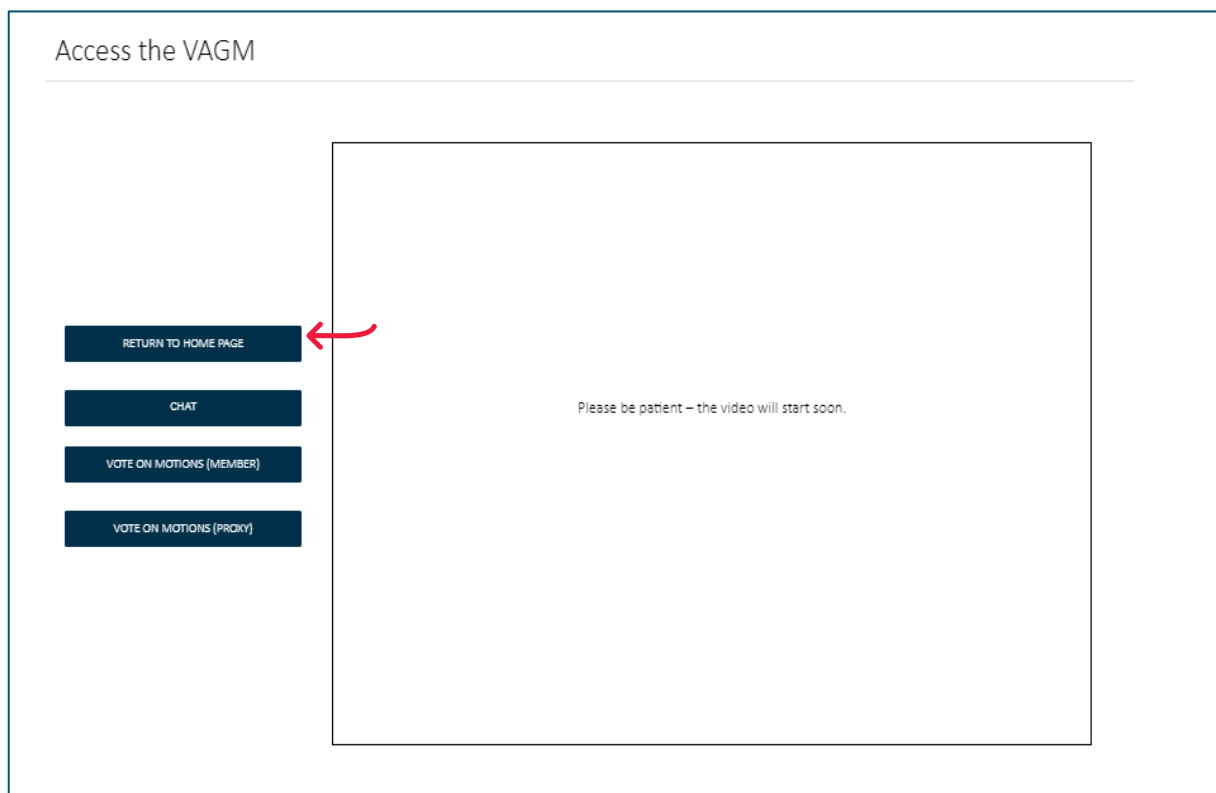 Access the VAGM
RETURN TO HOME PAGE
CHAT
Please be patient – the video will start soon.
VOTE ON MOTIONS (MEMBER)
VOTE ON MOTIONS (PROXY)